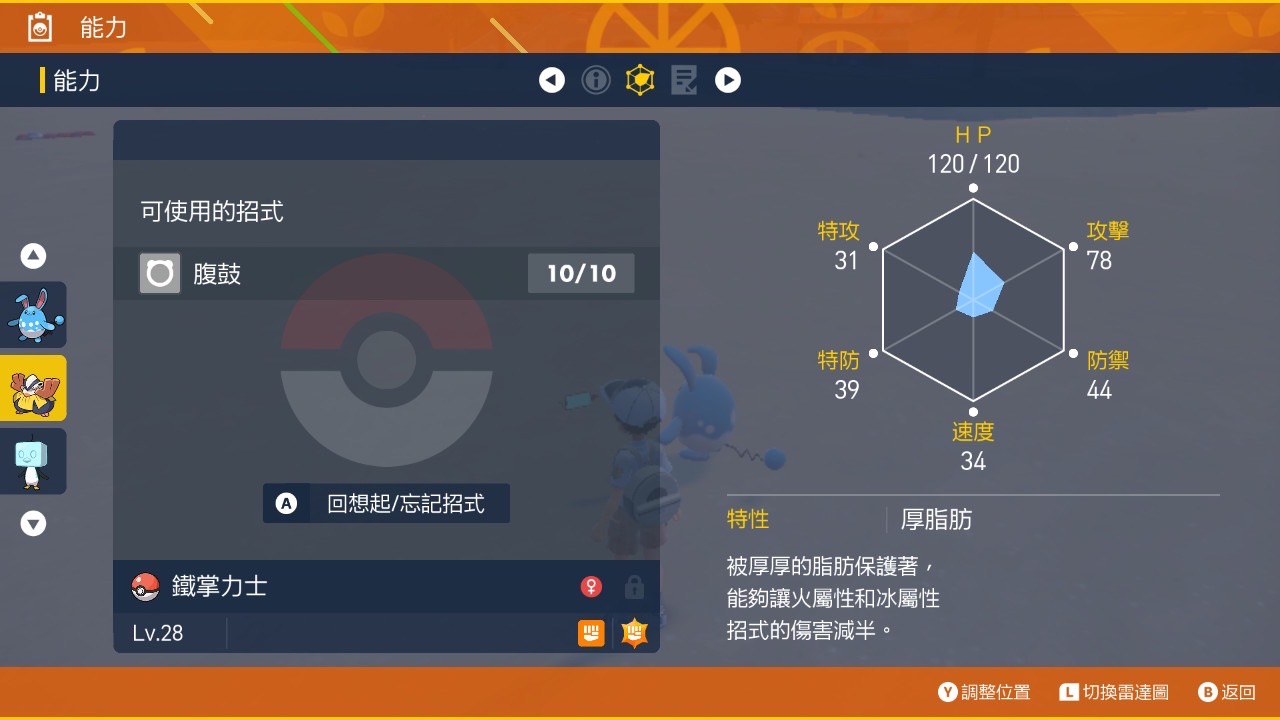 能力
能力
可使用的招式
腹鼓 10/10
A 回想起/忘記招式
鐵掌力士
Lv.28
HP
120/120
特攻
31
攻擊
78
特防
39
防禦
44
速度
34
特性 厚脂肪
被厚厚的脂肪保護著，
能夠讓火屬性和冰屬性
招式的傷害減半。
Y 調整位置 L 切換雷達圖 B 返回